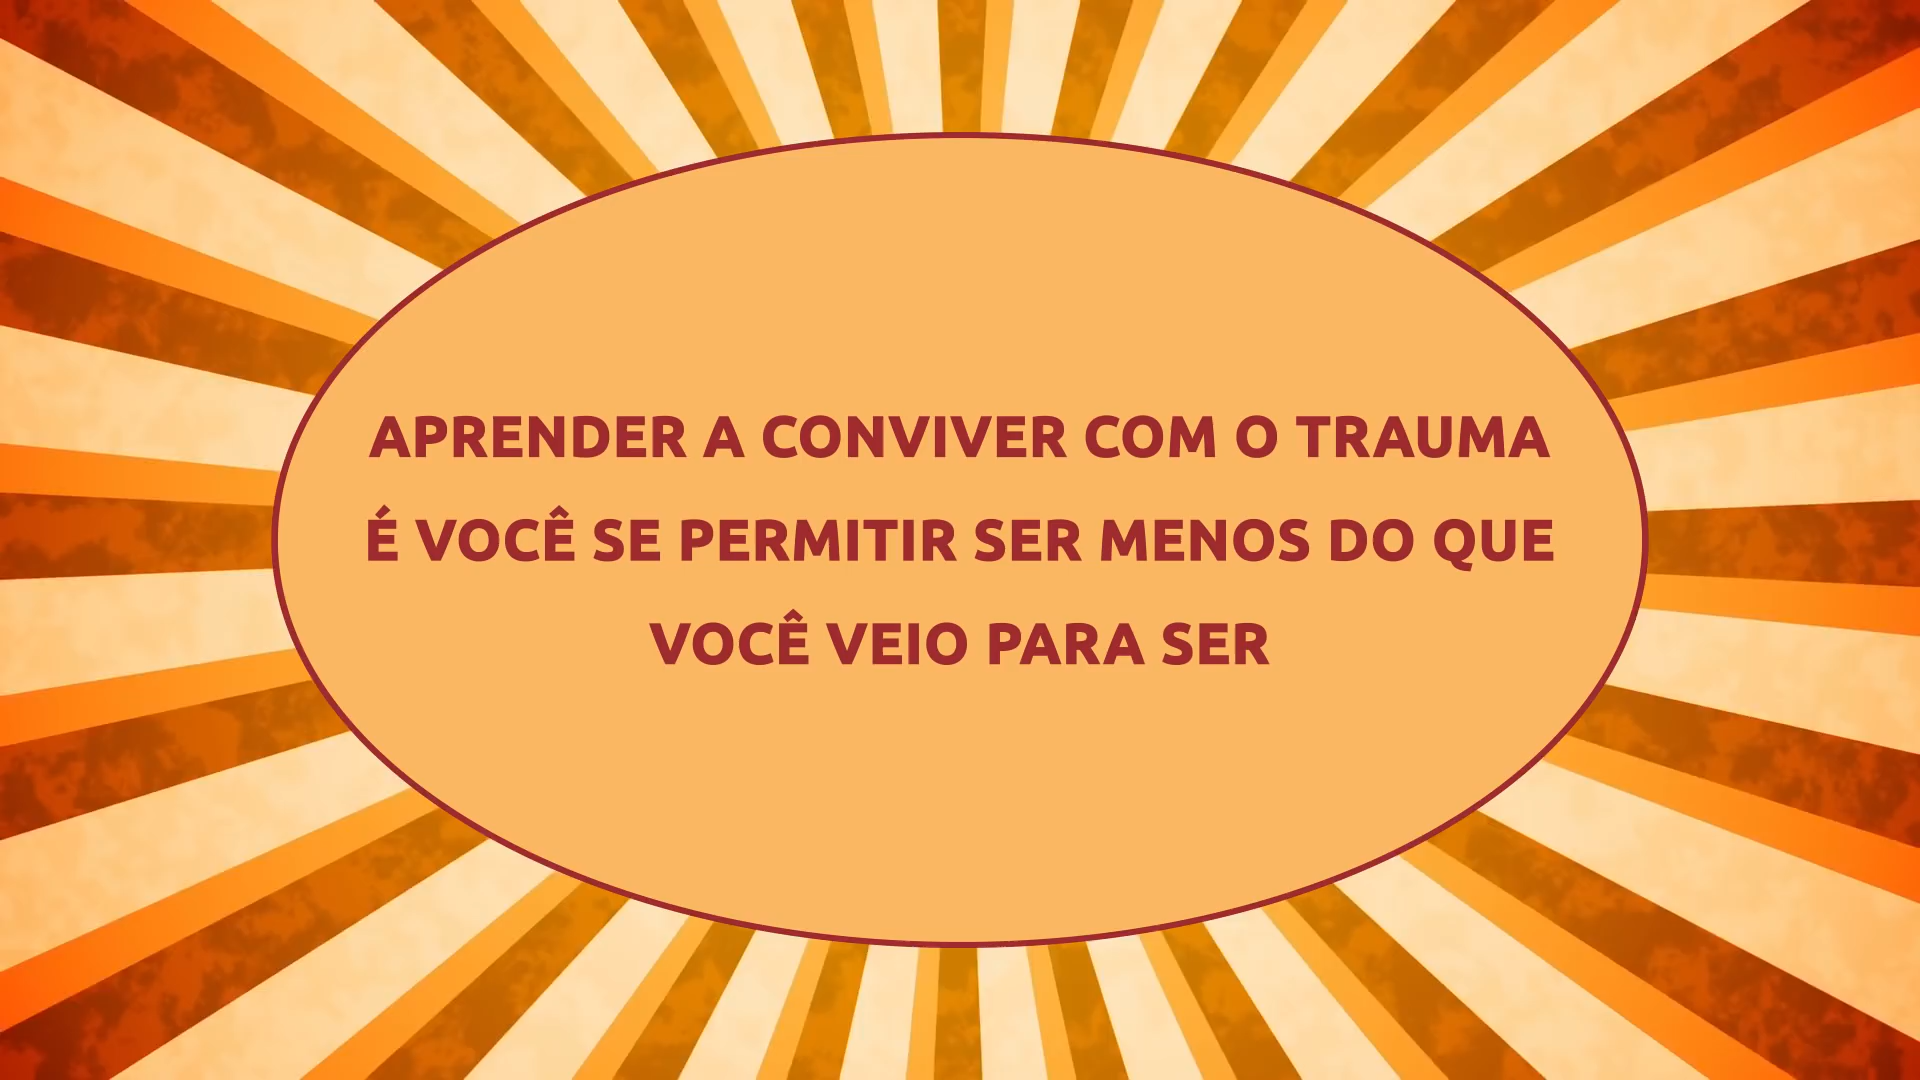 APRENDER A CONVIVER COM O TRAUMA
É VOCÊ SE PERMITIR SER MENOS DO QUE
VOCÊ VEIO PARA SER